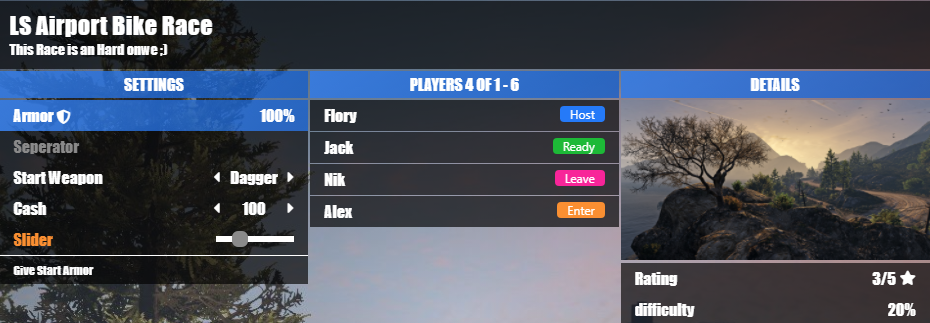 LS Airport Bike Race
This Race is an Hard onwe ;)
SETTINGS
Armor 100%
Seperator
Start Weapon Dagger
Cash 100
Slider
Give Start Armor
PLAYERS 4 OF 1 - 6
Flory Host
Jack Ready
Nik Leave
Alex Enter
DETAILS
Rating 3/5
difficulty 20%